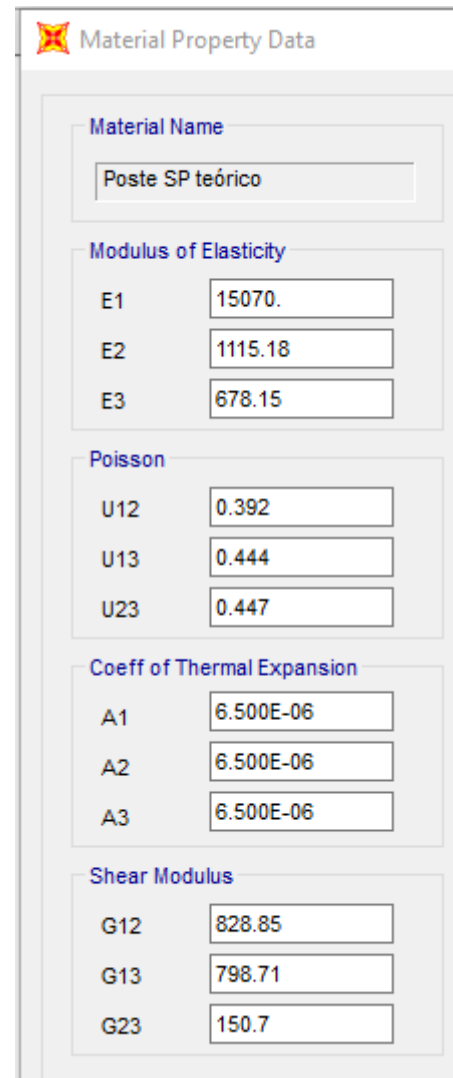 Material Property Data
Material Name
Poste SP teórico
Modulus of Elasticity
E1 15070.
E2 1115.18
E3 678.15
Poisson
U12 0.392
U13 0.444
U23 0.447
Coeff of Thermal Expansion
A1 6.500E-06
A2 6.500E-06
A3 6.500E-06
Shear Modulus
G12 828.85
G13 798.71
G23 150.7